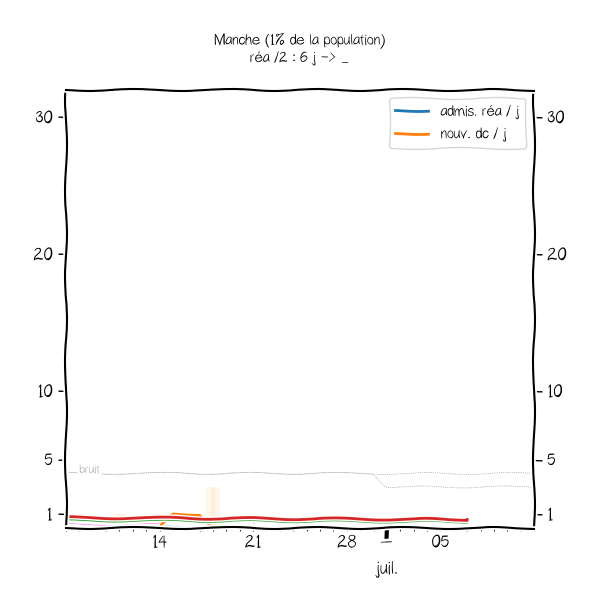 Manche (1% de la population)
réa /2 : 6 j -> _
admis. réa / j
nouv. dc / j
30
30
20
20
10
10
5
5
bruit
1
1
14
21
28
1
05
juil.